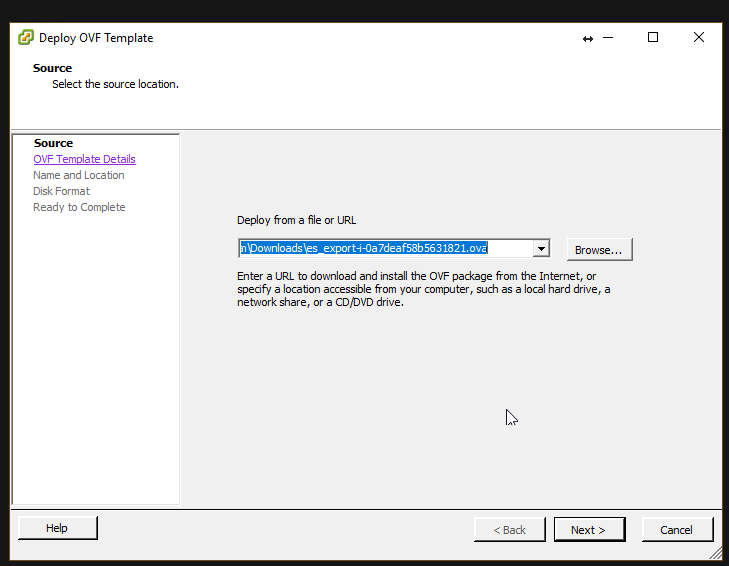 Deploy OVF Template
Source
Select the source location.
Source
OVF Template Details
Name and Location
Disk Format
Ready to Complete
Deploy from a file or URL
n\Downloads\es_export-i-0a7deaf58b5631821.ova
Browse...
Enter a URL to download and install the OVF package from the Internet, or
specify a location accessible from your computer, such as a local hard drive, a
network share, or a CD/DVD drive.
Help
< Back
Next >
Cancel